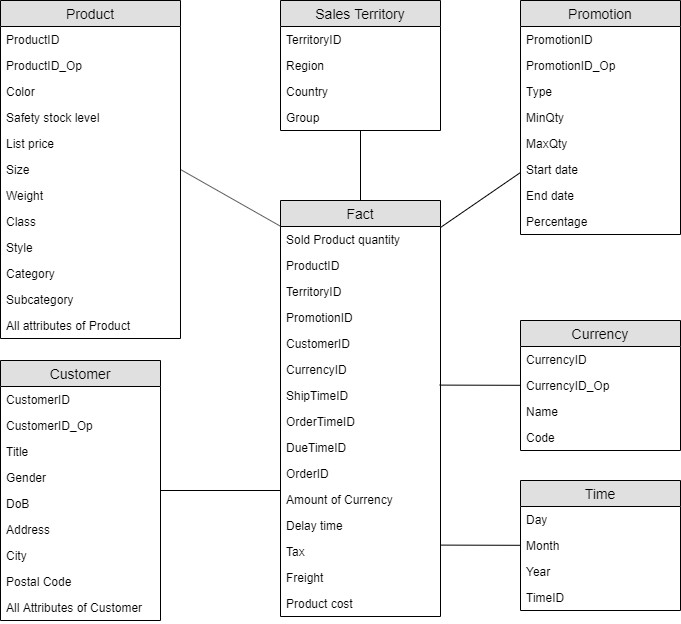 Product
ProductID
ProductID_Op
Color
Safety stock level
List price
Size
Weight
Class
Style
Category
Subcategory
All attributes of Product
Sales Territory
TerritoryID
Region
Country
Group
Promotion
PromotionID
PromotionID_Op
Type
MinQty
MaxQty
Start date
End date
Percentage
Fact
Sold Product quantity
ProductID
TerritoryID
PromotionID
CustomerID
CurrencyID
ShipTimeID
OrderTimeID
DueTimeID
OrderID
Amount of Currency
Delay time
Tax
Freight
Product cost
Customer
CustomerID
CustomerID_Op
Title
Gender
DoB
Address
City
Postal Code
All Attributes of Customer
Currency
CurrencyID
CurrencyID_Op
Name
Code
Time
Day
Month
Year
TimeID